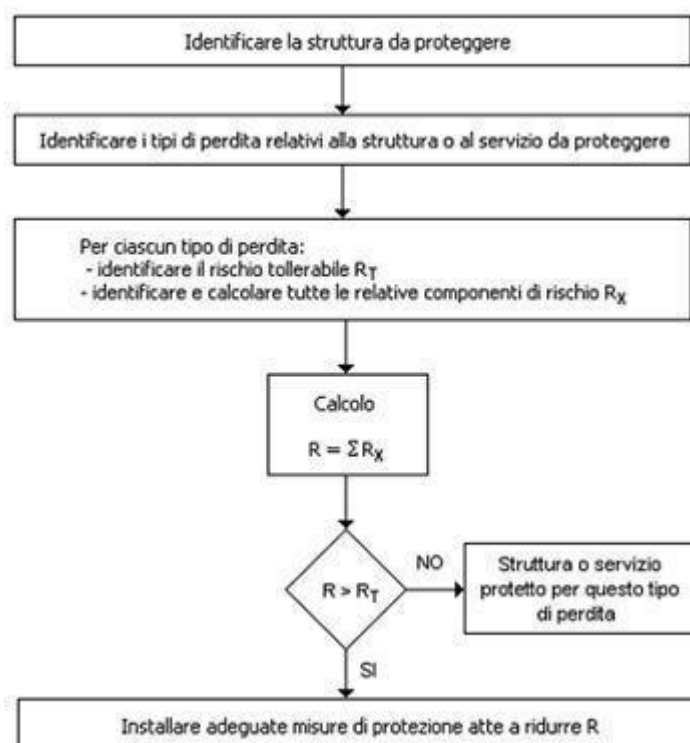 Identificare la struttura da proteggere
Identificare i tipi di perdita relativi alla struttura o al servizio da proteggere
Per ciascun tipo di perdita:
- identificare il rischio tollerabile RT
- identificare e calcolare tutte le relative componenti di rischio RX
Calcolo
R = ΣRX
R > RT
NO
Struttura o servizio
protetto per questo tipo
di perdita
SI
Installare adeguate misure di protezione atte a ridurre R